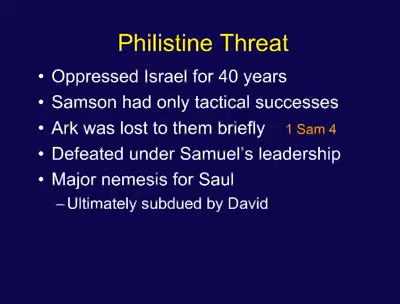 Philistine Threat
• Oppressed Israel for 40 years
• Samson had only tactical successes
• Ark was lost to them briefly 1 Sam 4
• Defeated under Samuel's leadership
• Major nemesis for Saul
– Ultimately subdued by David